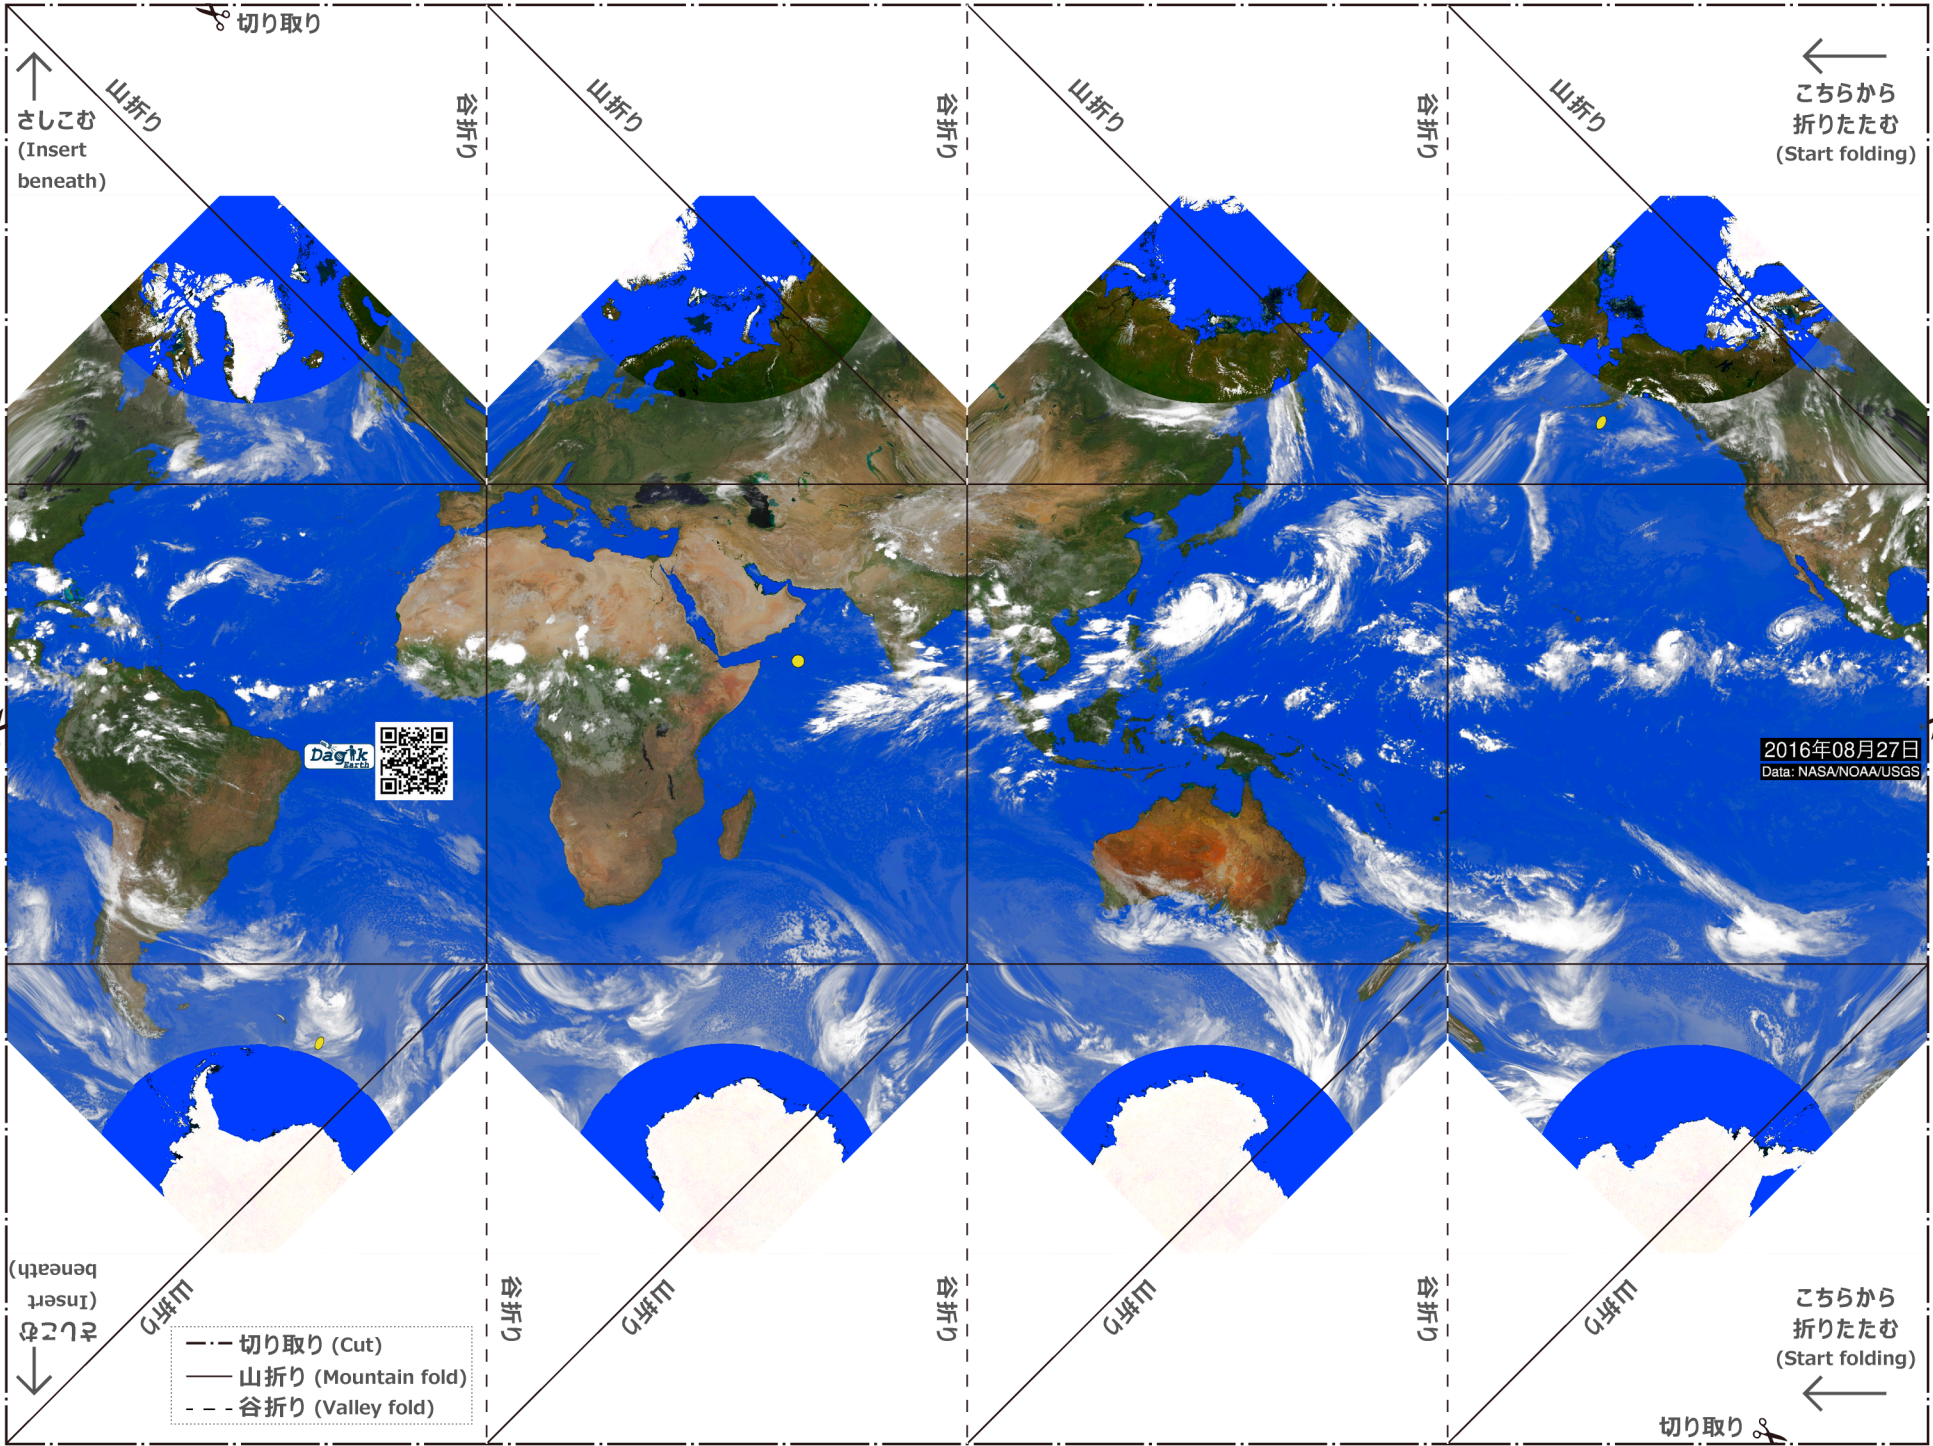 切り取り
山折り
谷折り
山折り
谷折り
山折り
谷折り
山折り
さしこむ
(Insert
beneath)
こちらから
折りたたむ
(Start folding)
Dagik
Earth
2016年08月27日
Data: NASA/NOAA/USGS
さしこむ
(Insert
beneath)
山折り
谷折り
山折り
谷折り
山折り
谷折り
山折り
こちらから
折りたたむ
(Start folding)
切り取り (Cut)
山折り (Mountain fold)
谷折り (Valley fold)
切り取り